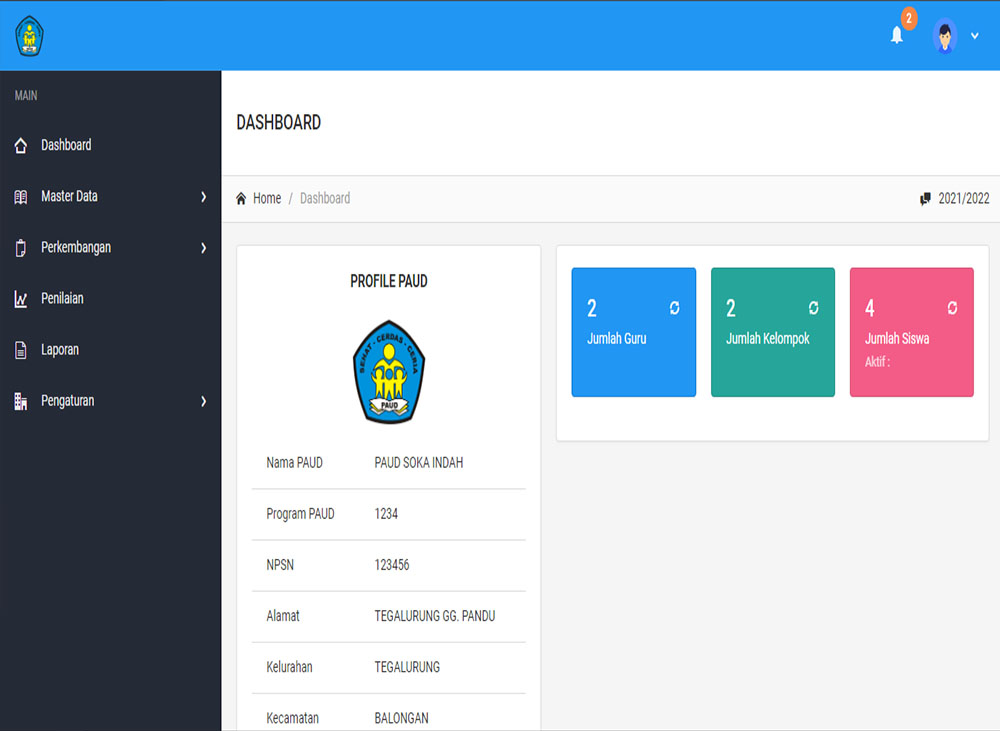 2
MAIN
Dashboard
Master Data
Perkembangan
Penilaian
Laporan
Pengaturan
DASHBOARD
Home / Dashboard
2021/2022
PROFILE PAUD
SEHAT - CERDAS - CERIA
PAUD
Nama PAUD PAUD SOKA INDAH
Program PAUD 1234
NPSN 123456
Alamat TEGALURUNG GG. PANDU
Kelurahan TEGALURUNG
Kecamatan BALONGAN
2
Jumlah Guru
2
Jumlah Kelompok
4
Jumlah Siswa
Aktif :